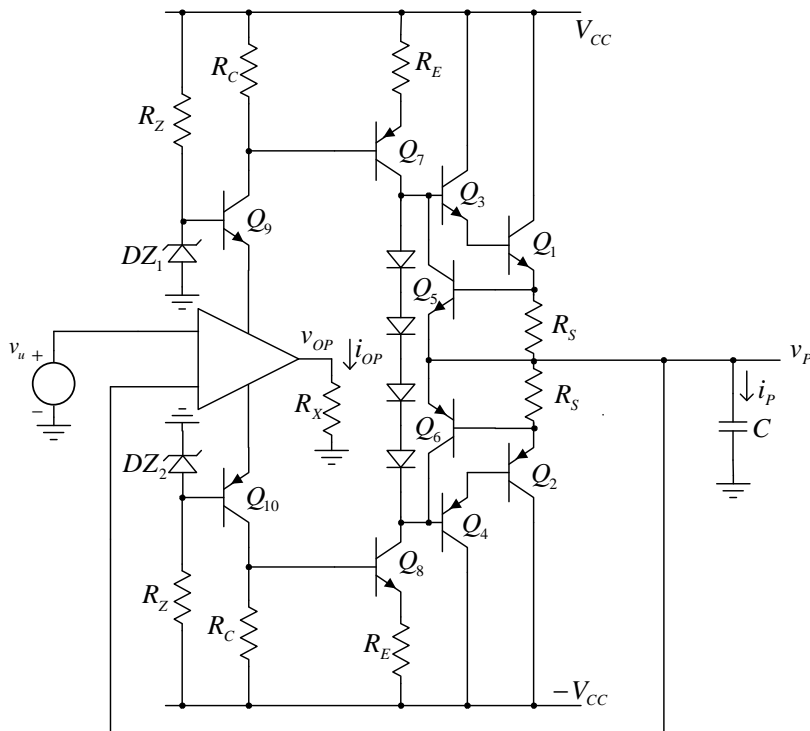 V_CC
R_C
R_E
R_Z
Q_7
Q_3
Q_9
Q_1
DZ_1
Q_5
R_S
v_OP
i_OP
v_u
+
−
v_P
R_X
R_S
i_P
C
Q_6
DZ_2
Q_2
Q_10
Q_4
Q_8
R_Z
R_C
R_E
−V_CC